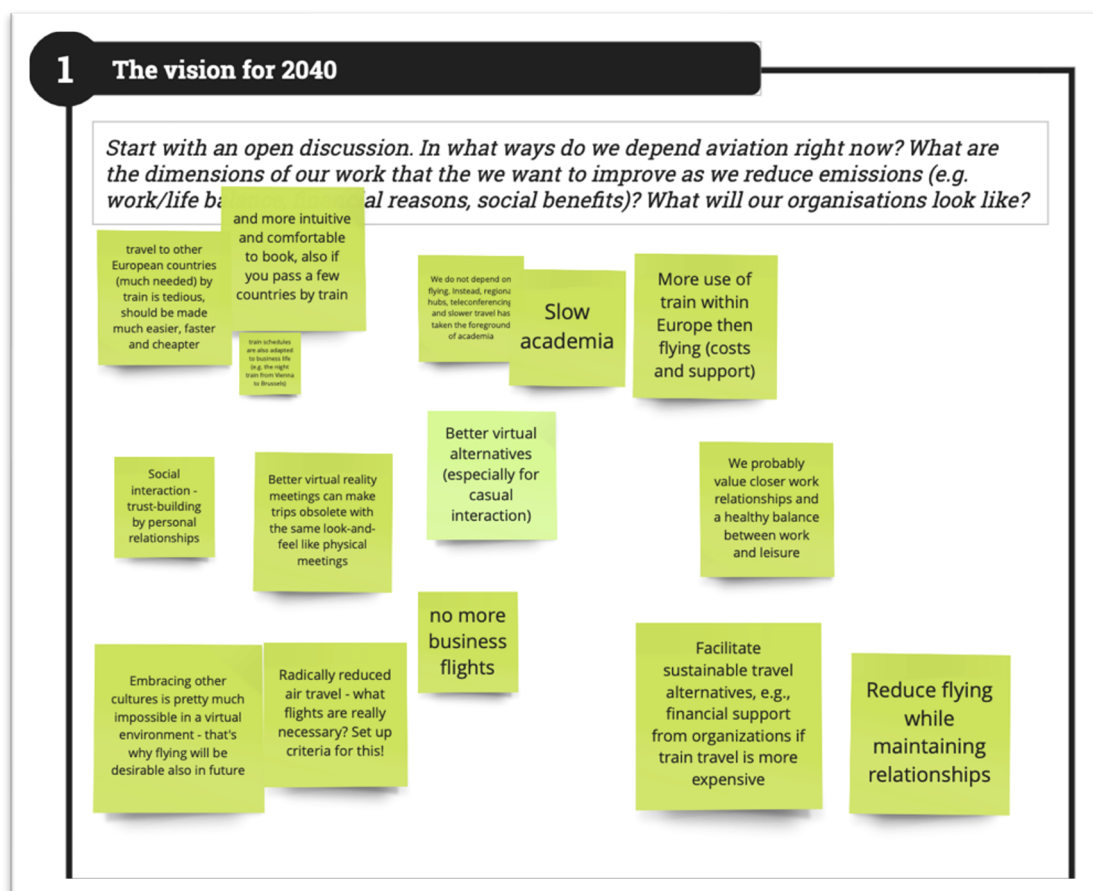 1
The vision for 2040
Start with an open discussion. In what ways do we depend aviation right now? What are
the dimensions of our work that the we want to improve as we reduce emissions (e.g.
work/life ba al reasons, social benefits)? What will our organisations look like?
travel to other
European countries
(much needed) by
train is tedious,
should be made
much easier, faster
and cheapter
and more intuitive
and comfortable
to book, also if
you pass a few
countries by train
train schedules
are also adapted
to business life
(e.g. the night
train from Vienna
to Brussels)
We do not depend on
flying. Instead, regiona
hubs, teleconferencing
and slower travel has
taken the foreground
of academia
Slow
academia
More use of
train within
Europe then
flying (costs
and support)
Social
interaction -
trust-building
by personal
relationships
Better virtual reality
meetings can make
trips obsolete with
the same look-and-
feel like physical
meetings
Better virtual
alternatives
(especially for
casual
interaction)
We probably
value closer work
relationships and
a healthy balance
between work
and leisure
Embracing other
cultures is pretty much
impossible in a virtual
environment - that's
why flying will be
desirable also in future
Radically reduced
air travel - what
flights are really
necessary? Set up
criteria for this!
no more
business
flights
Facilitate
sustainable travel
alternatives, e.g.,
financial support
from organizations if
train travel is more
expensive
Reduce flying
while
maintaining
relationships